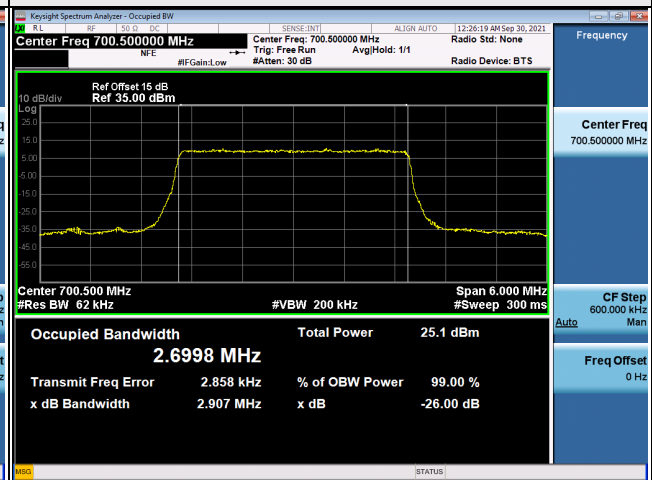 Keysight Spectrum Analyzer - Occupied BW
RL RF 50 Ω DC SENSE:INT ALIGN AUTO 12:26:19 AM Sep 30, 2021
Center Freq 700.500000 MHz
NFE
#IFGain:Low
Center Freq: 700.500000 MHz
Trig: Free Run Avg|Hold: 1/1
#Atten: 30 dB
Radio Std: None
Radio Device: BTS
Frequency
Ref Offset 15 dB
10 dB/div Ref 35.00 dBm
Log
25.0
15.0
5.00
-5.00
-15.0
-25.0
-35.0
-45.0
-55.0
Center Freq
700.500000 MHz
Center 700.500 MHz Span 6.000 MHz
#Res BW 62 kHz #VBW 200 kHz #Sweep 300 ms
CF Step
600.000 kHz
Auto Man
Occupied Bandwidth Total Power 25.1 dBm
2.6998 MHz
Transmit Freq Error 2.858 kHz % of OBW Power 99.00 %
x dB Bandwidth 2.907 MHz x dB -26.00 dB
Freq Offset
0 Hz
MSG STATUS